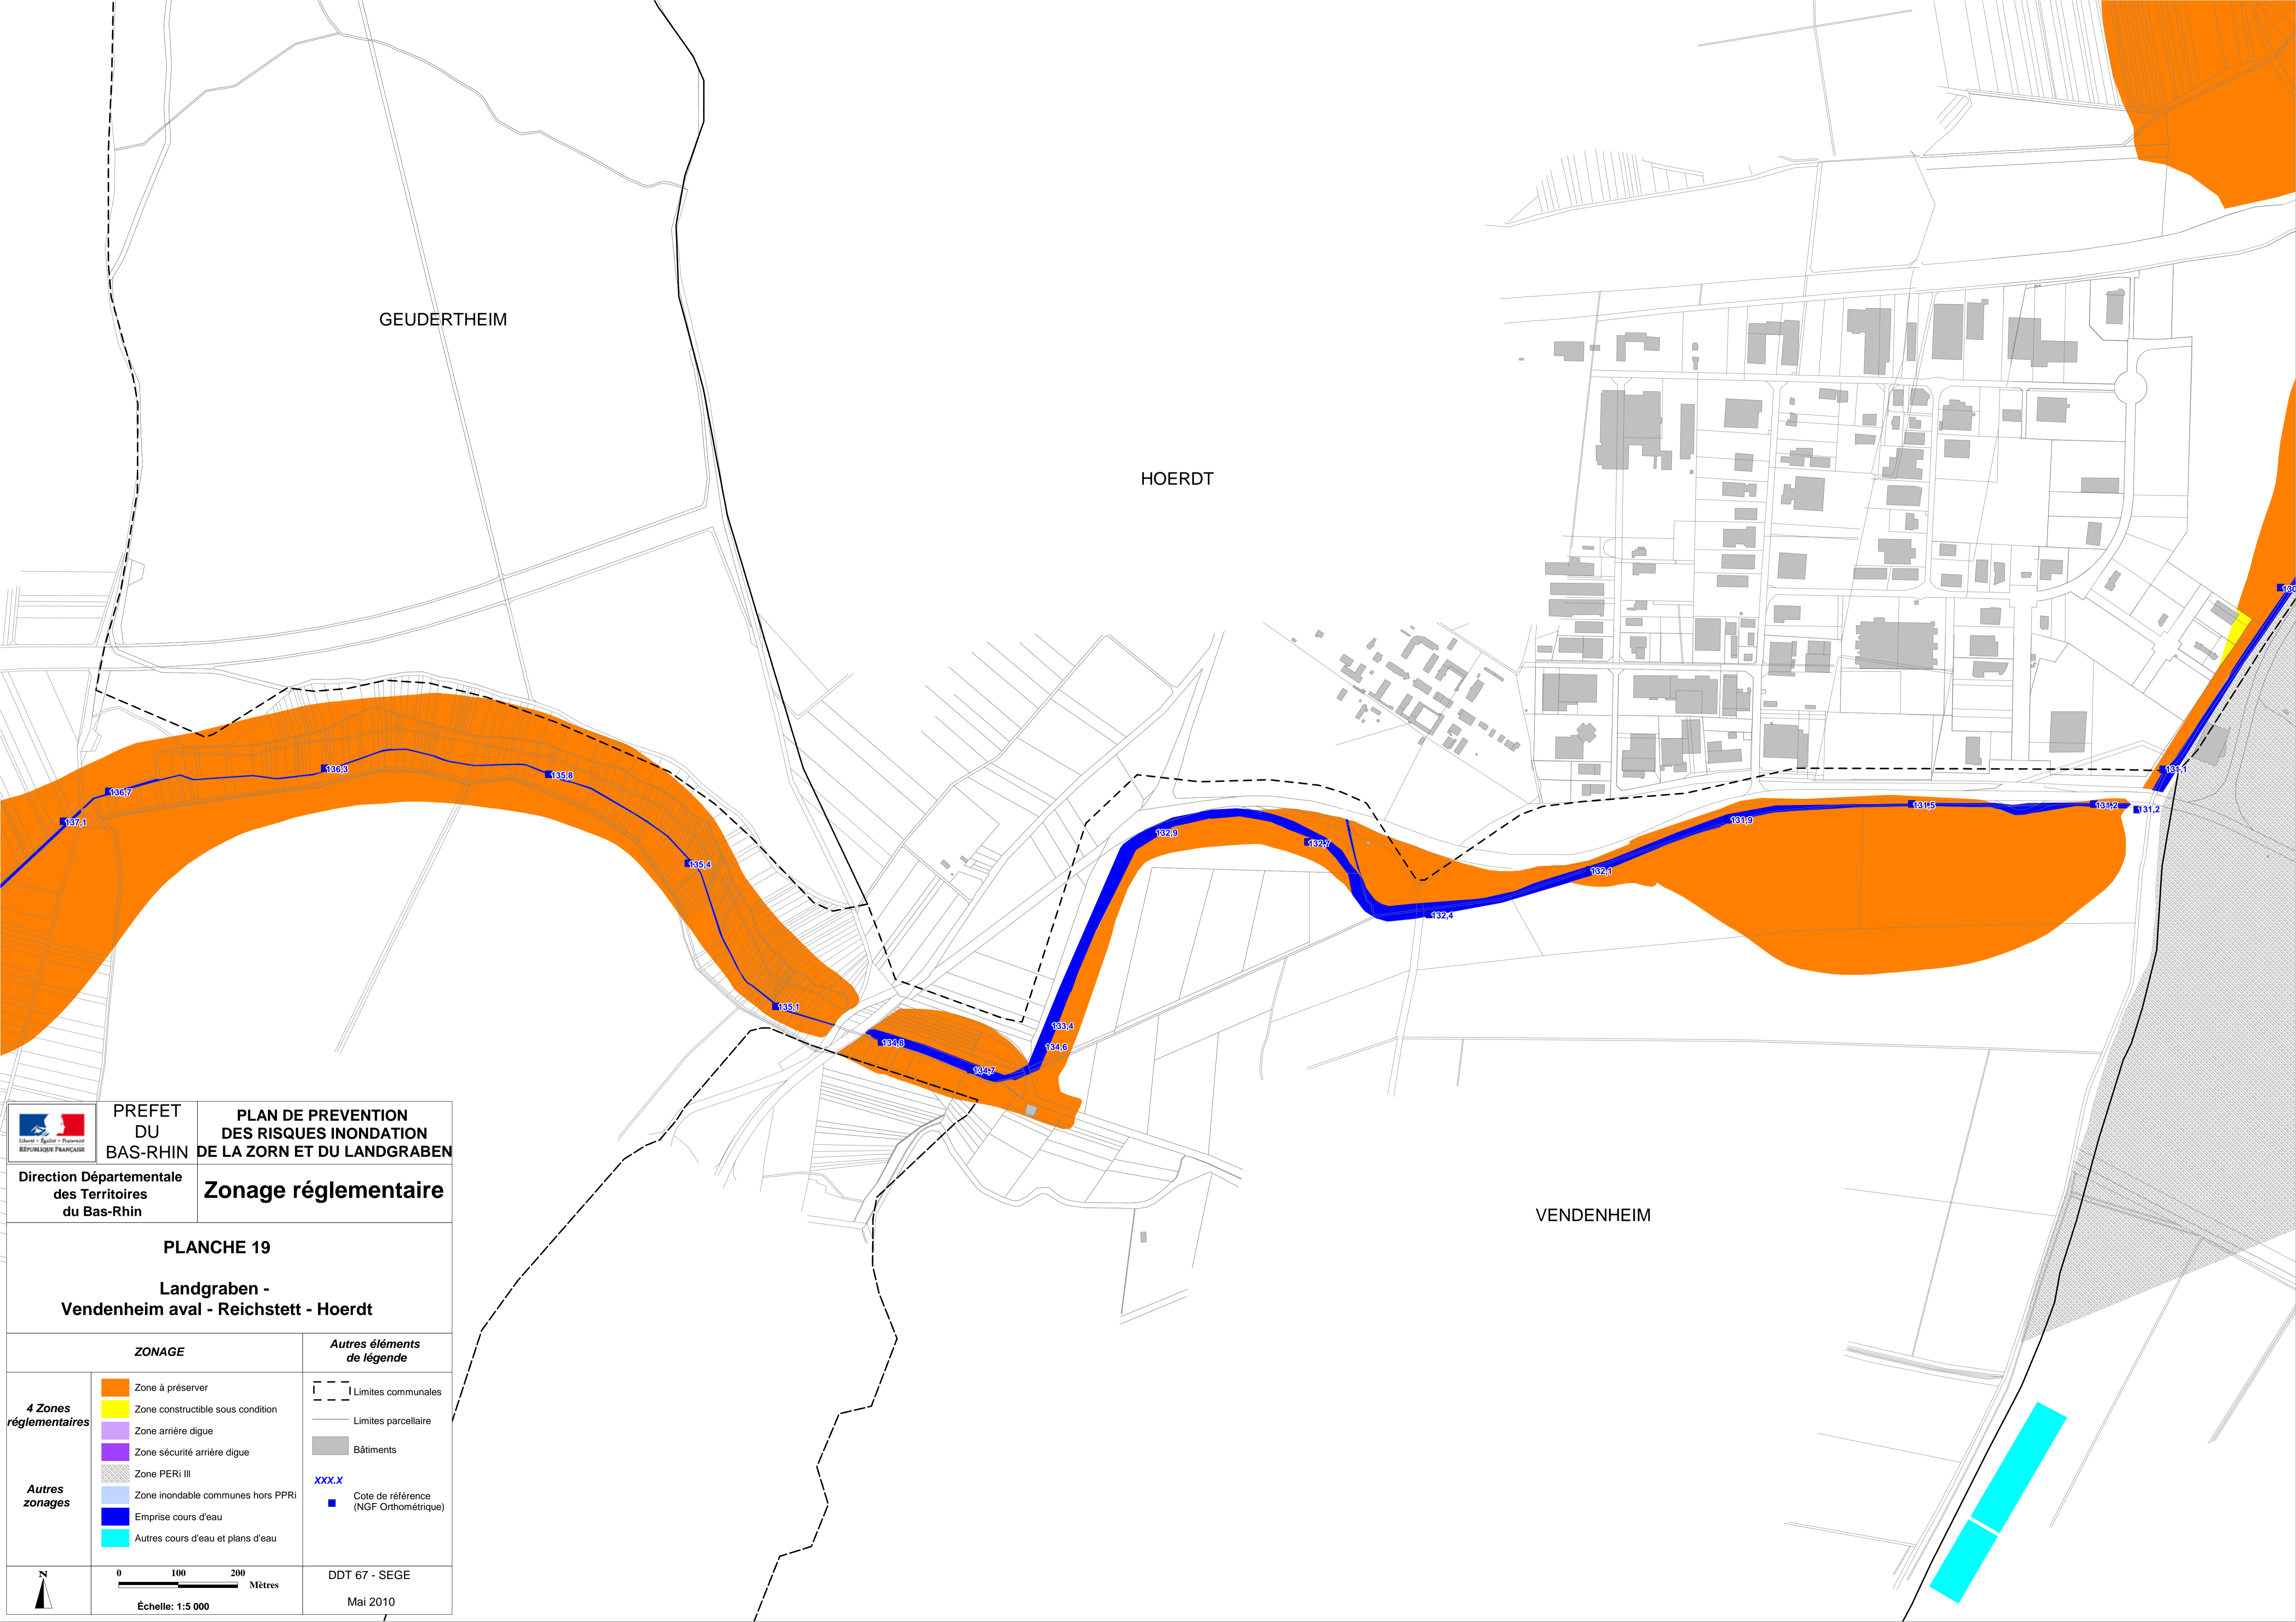 GEUDERTHEIM
HOERDT
VENDENHEIM
137,1
136,7
136,3
135,8
135,4
135,1
134,8
134,7
134,6
133,4
132,9
132,7
132,4
132,1
131,9
131,5
131,2
131,2
131,1
130
Liberté • Égalité • Fraternité
RÉPUBLIQUE FRANÇAISE
PREFET
DU
BAS-RHIN
PLAN DE PREVENTION
DES RISQUES INONDATION
DE LA ZORN ET DU LANDGRABEN
Direction Départementale
des Territoires
du Bas-Rhin
Zonage réglementaire
PLANCHE 19
Landgraben -
Vendenheim aval - Reichstett - Hoerdt
ZONAGE
Autres éléments
de légende
4 Zones
réglementaires
Zone à préserver
Zone constructible sous condition
Zone arrière digue
Zone sécurité arrière digue
Autres
zonages
Zone PERi Ill
Zone inondable communes hors PPRi
Emprise cours d'eau
Autres cours d'eau et plans d'eau
Limites communales
Limites parcellaire
Bâtiments
XXX.X
Cote de référence
(NGF Orthométrique)
N
0 100 200
Mètres
Échelle: 1:5 000
DDT 67 - SEGE
Mai 2010